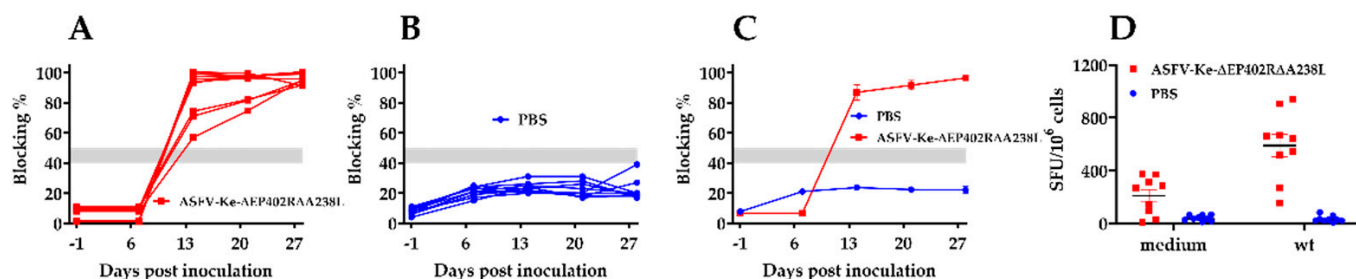 A
Blocking %
100
80
60
40
20
0
ASFV-Ke-ΔEP402RΔA238L
-1 6 13 20 27
Days post inoculation
B
Blocking %
100
80
60
40
20
0
PBS
-1 6 13 20 27
Days post inoculation
C
Blocking %
100
80
60
40
20
0
PBS
ASFV-Ke-ΔEP402RΔA238L
-1 6 13 20 27
Days post inoculation
D
SFU/10⁶ cells
1200
800
400
0
ASFV-Ke-ΔEP402RΔA238L
PBS
medium wt